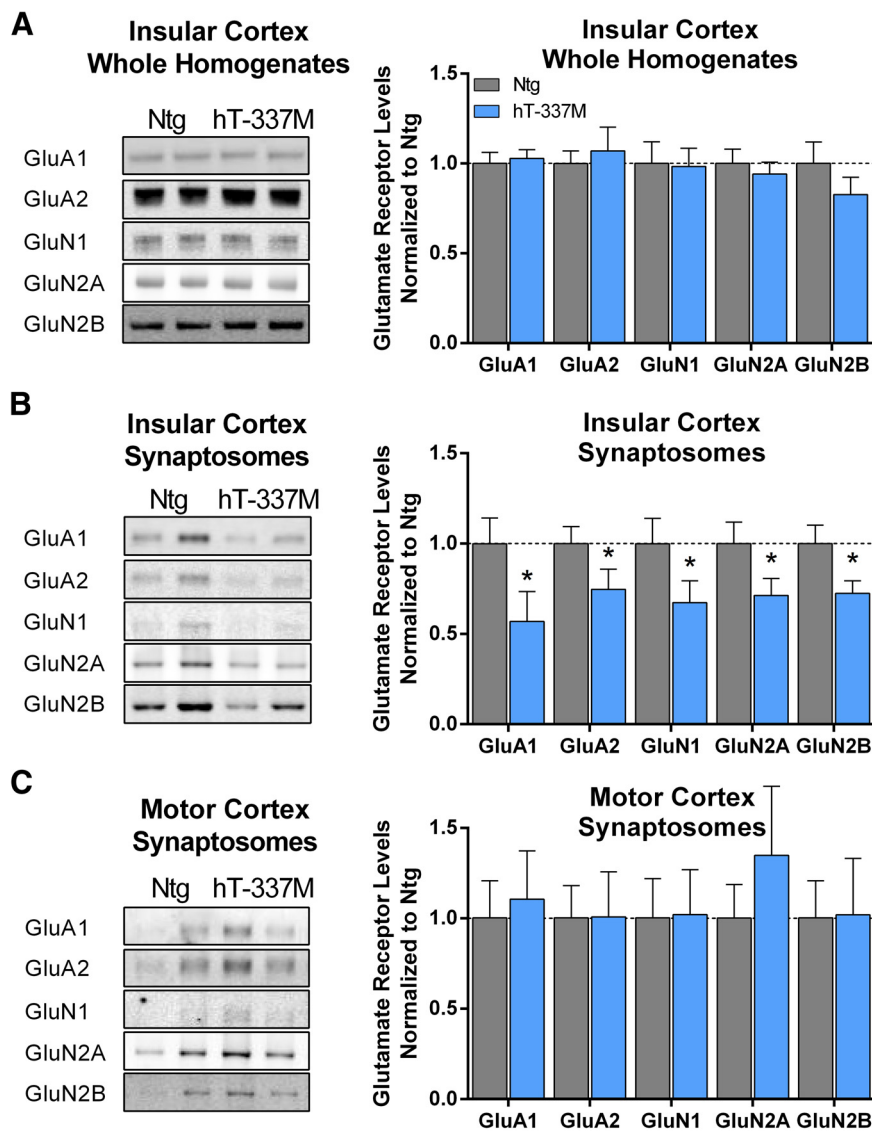 A
Insular Cortex
Whole Homogenates
Ntg hT-337M
GluA1
GluA2
GluN1
GluN2A
GluN2B
Insular Cortex
Whole Homogenates
Glutamate Receptor Levels
Normalized to Ntg
1.5
1.0
0.5
0.0
Ntg
hT-337M
GluA1 GluA2 GluN1 GluN2A GluN2B
B
Insular Cortex
Synaptosomes
Ntg hT-337M
GluA1
GluA2
GluN1
GluN2A
GluN2B
Insular Cortex
Synaptosomes
Glutamate Receptor Levels
Normalized to Ntg
1.5
1.0
0.5
0.0
* * * * *
GluA1 GluA2 GluN1 GluN2A GluN2B
C
Motor Cortex
Synaptosomes
Ntg hT-337M
GluA1
GluA2
GluN1
GluN2A
GluN2B
Motor Cortex
Synaptosomes
Glutamate Receptor Levels
Normalized to Ntg
1.5
1.0
0.5
0.0
GluA1 GluA2 GluN1 GluN2A GluN2B